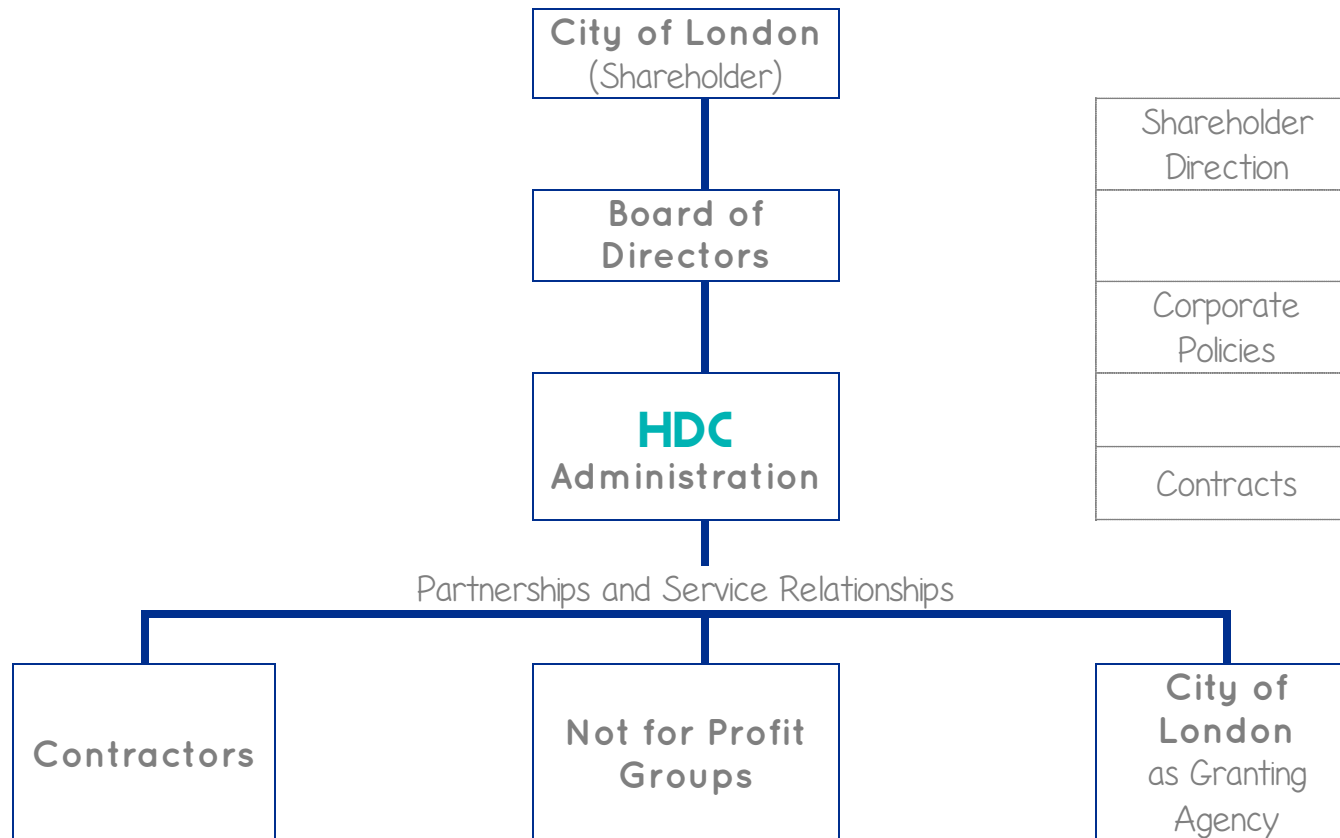 City of London
(Shareholder)
Shareholder
Direction
Board of
Directors
Corporate
Policies
HDC
Administration
Contracts
Partnerships and Service Relationships
Contractors
Not for Profit
Groups
City of
London
as Granting
Agency